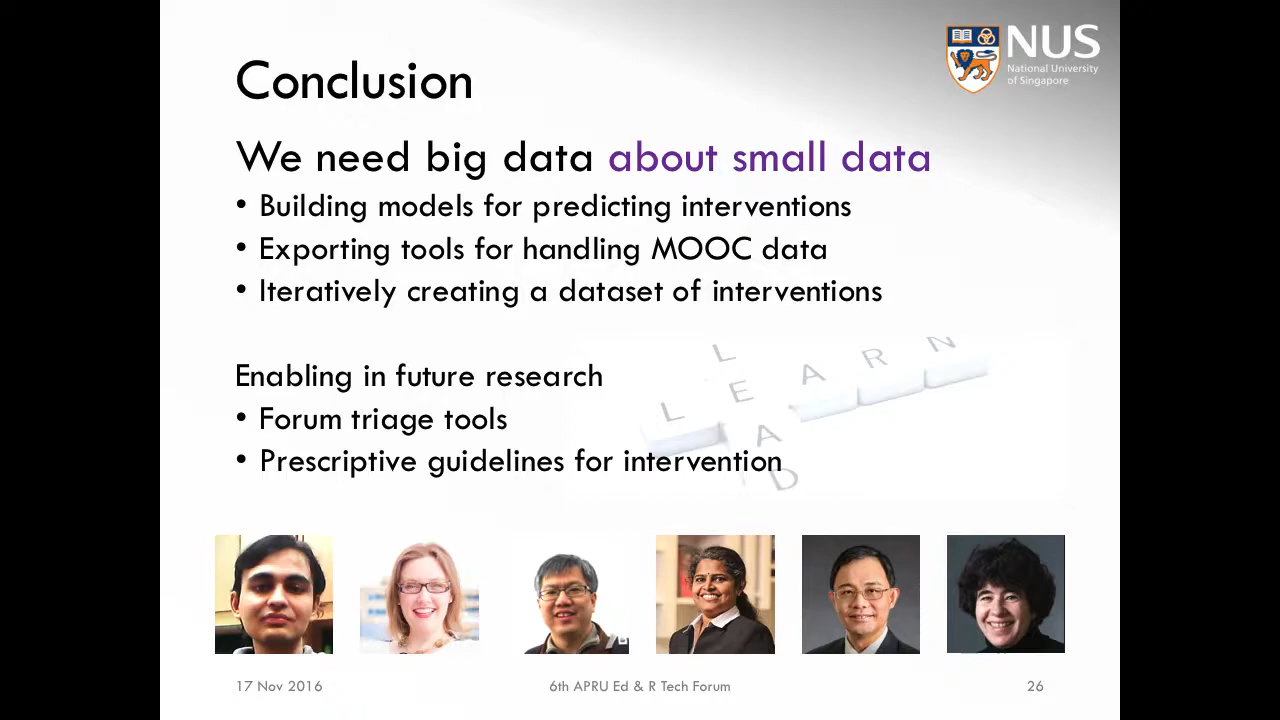 NUS
National University
of Singapore
Conclusion
We need big data about small data
• Building models for predicting interventions
• Exporting tools for handling MOOC data
• Iteratively creating a dataset of interventions
L
L E A R N
A
D
Enabling in future research
• Forum triage tools
• Prescriptive guidelines for intervention
17 Nov 2016
6th APRU Ed & R Tech Forum
26